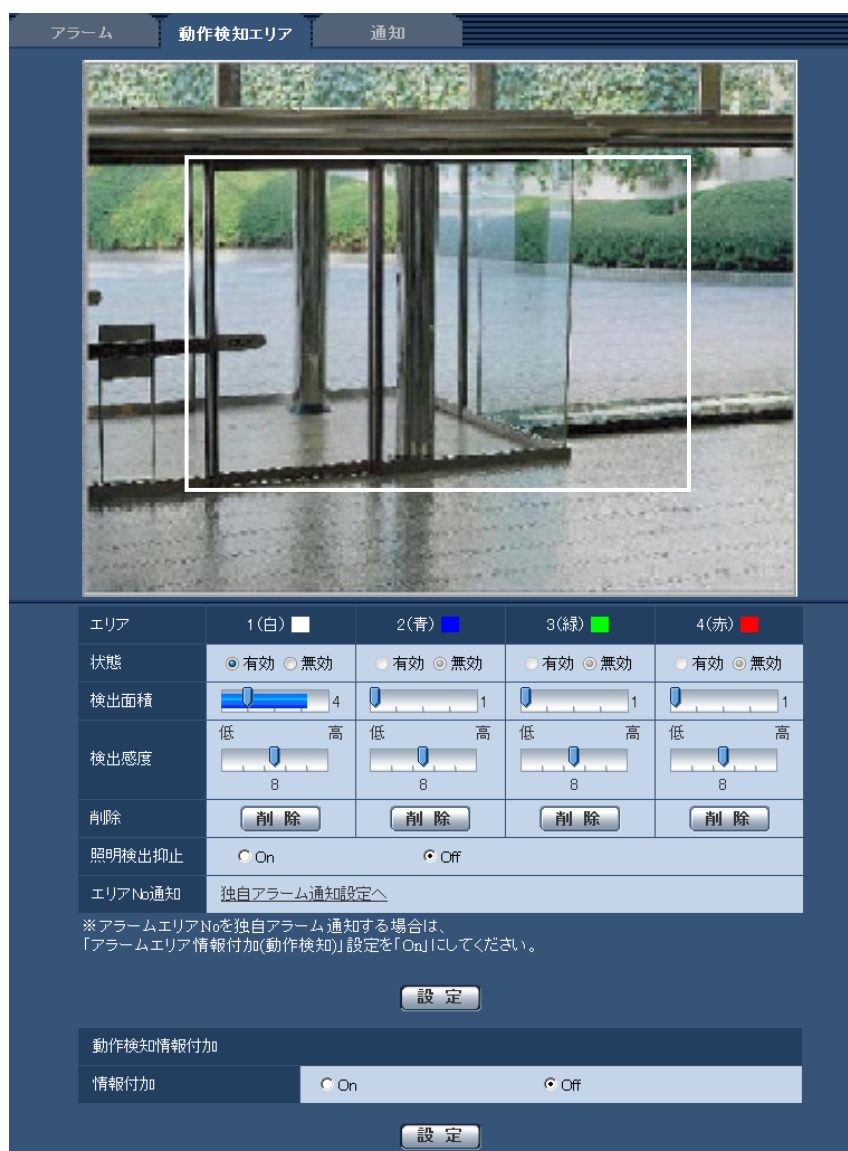 アラーム 動作検知エリア 通知
エリア 1(白) 2(青) 3(緑) 4(赤)
状態 有効 無効 有効 無効 有効 無効 有効 無効
検出面積 4 1 1 1
低 高 低 高 低 高 低 高
検出感度
8 8 8 8
削除 削 除 削 除 削 除 削 除
照明検出抑止 On Off
エリアNo通知 独自アラーム通知設定へ
※アラームエリアNoを独自アラーム通知する場合は、
「アラームエリア情報付加(動作検知)」設定を「On」にしてください。
設 定
動作検知情報付加
情報付加 On Off
設 定